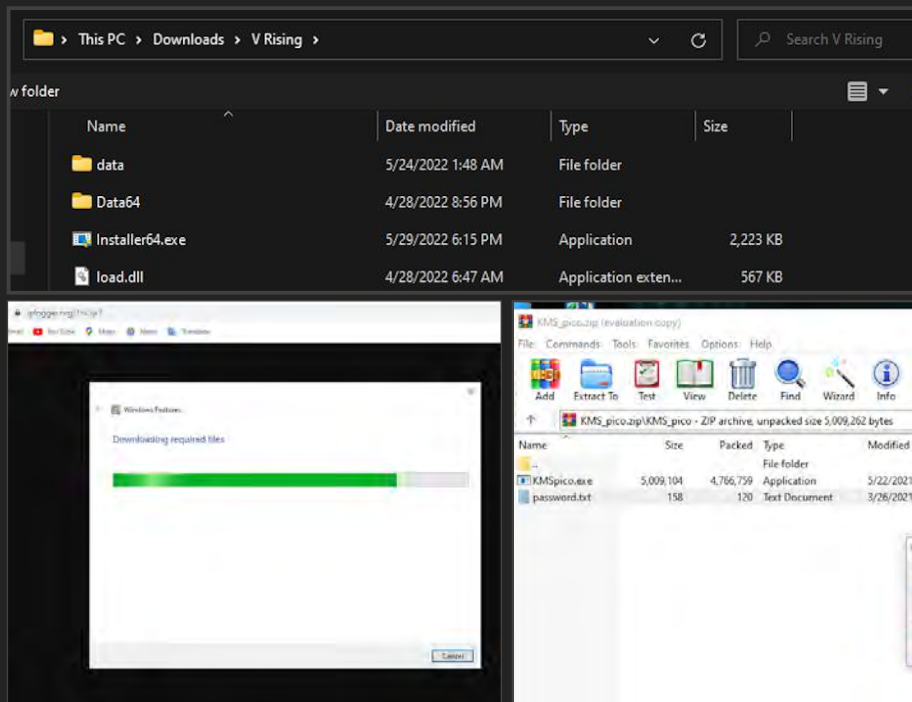 This PC > Downloads > V Rising >
Search V Rising
w folder
Name Date modified Type Size
data 5/24/2022 1:48 AM File folder
Data64 4/28/2022 8:56 PM File folder
Installer64.exe 5/29/2022 6:15 PM Application 2,223 KB
load.dll 4/28/2022 6:47 AM Application exten... 567 KB
YouTube Maps News Translate
Windows Features
Downloading required files
Cancel
KMS_pico.zip (evaluation copy)
File Commands Tools Favorites Options Help
Add Extract To Test View Delete Find Wizard Info
KMS_pico.zip\KMS_pico - ZIP archive, unpacked size 5,009,262 bytes
Name Size Packed Type Modified
.. File folder
KMSpico.exe 5,009,104 4,766,759 Application 5/22/2021
password.txt 158 120 Text Document 3/26/2021